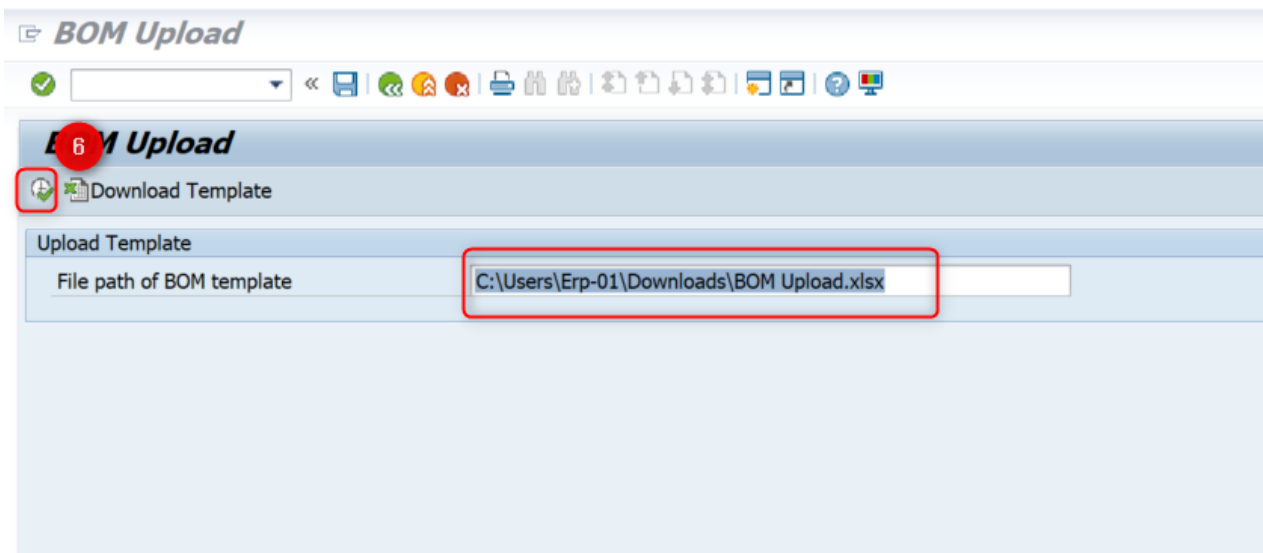 BOM Upload
BOM Upload
6
Download Template
Upload Template
File path of BOM template C:\Users\Erp-01\Downloads\BOM Upload.xlsx